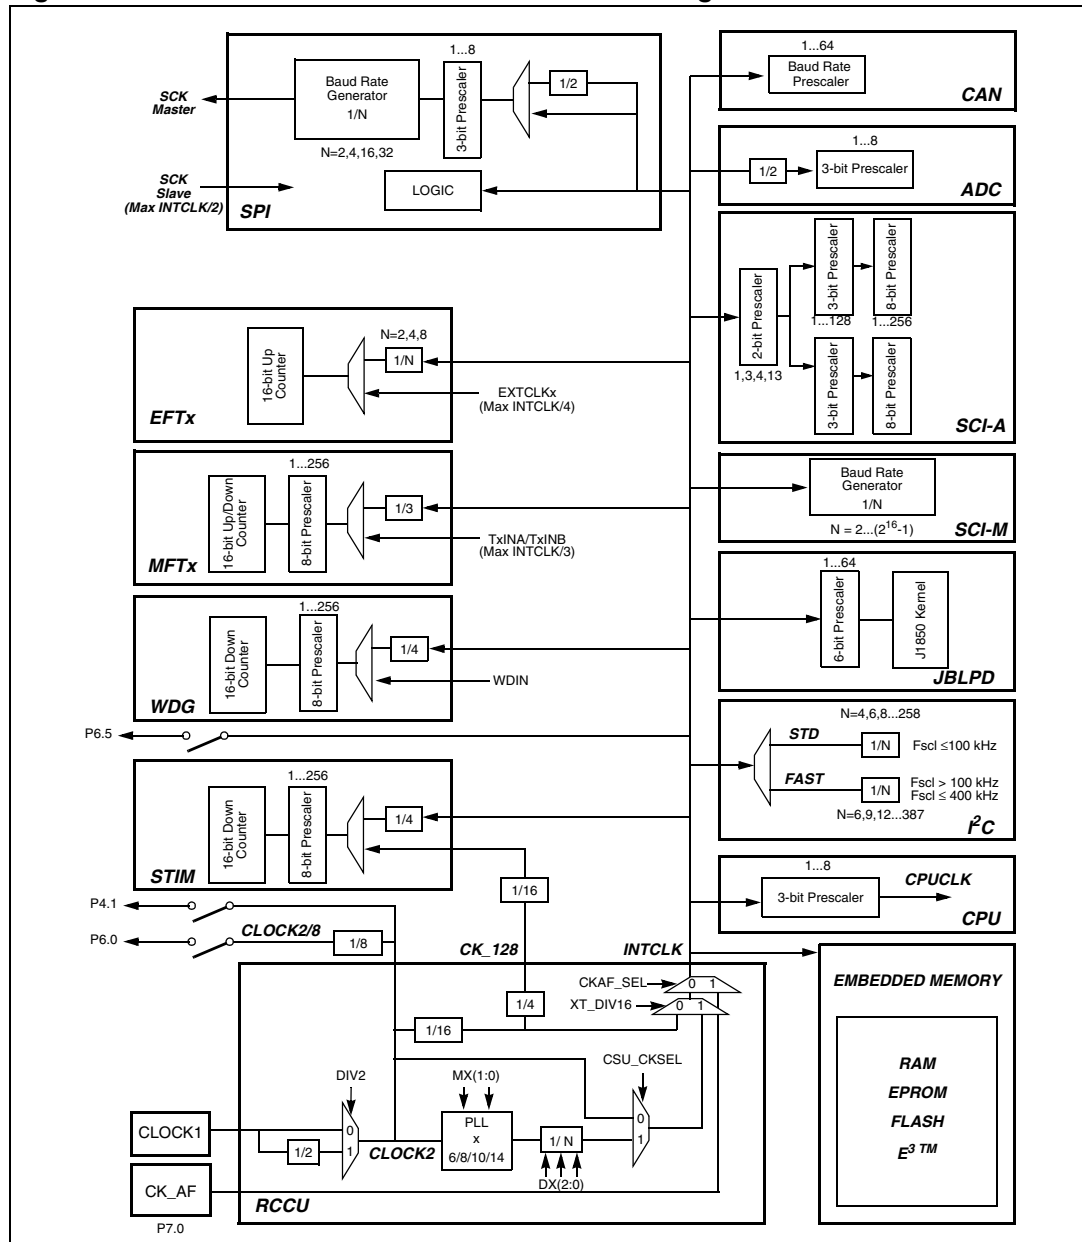 1...8
Baud Rate
Generator
1/N
3-bit Prescaler
1/2
SCK
Master
N=2,4,16,32
SCK
Slave
(Max INTCLK/2)
LOGIC
SPI
1...64
Baud Rate
Prescaler
CAN
1...8
1/2
3-bit Prescaler
ADC
2-bit Prescaler
1,3,4,13
3-bit Prescaler
8-bit Prescaler
1...128
1...256
3-bit Prescaler
8-bit Prescaler
SCI-A
N=2,4,8
16-bit Up
Counter
1/N
EXTCLKx
(Max INTCLK/4)
EFTx
1...256
16-bit Up/Down
Counter
8-bit Prescaler
1/3
TxINA/TxINB
(Max INTCLK/3)
MFTx
Baud Rate
Generator
1/N
N = 2...(2^16-1)
SCI-M
1...256
16-bit Down
Counter
8-bit Prescaler
1/4
WDIN
WDG
1...64
6-bit Prescaler
J1850 Kernel
JBLPD
P6.5
N=4,6,8...258
STD
1/N
Fscl ≤100 kHz
FAST
1/N
Fscl > 100 kHz
Fscl ≤ 400 kHz
N=6,9,12...387
I²C
1...256
16-bit Down
Counter
8-bit Prescaler
1/4
STIM
1/16
1...8
3-bit Prescaler
CPUCLK
CPU
P4.1
P6.0
CLOCK2/8
1/8
CK_128
INTCLK
CKAF_SEL
0 1
XT_DIV16
0 1
1/4
1/16
CSU_CKSEL
DIV2
MX(1:0)
CLOCK1
1/2
0
1
CLOCK2
PLL
x
6/8/10/14
1/ N
0
1
DX(2:0)
CK_AF
RCCU
P7.0
EMBEDDED MEMORY
RAM
EPROM
FLASH
E³ TM